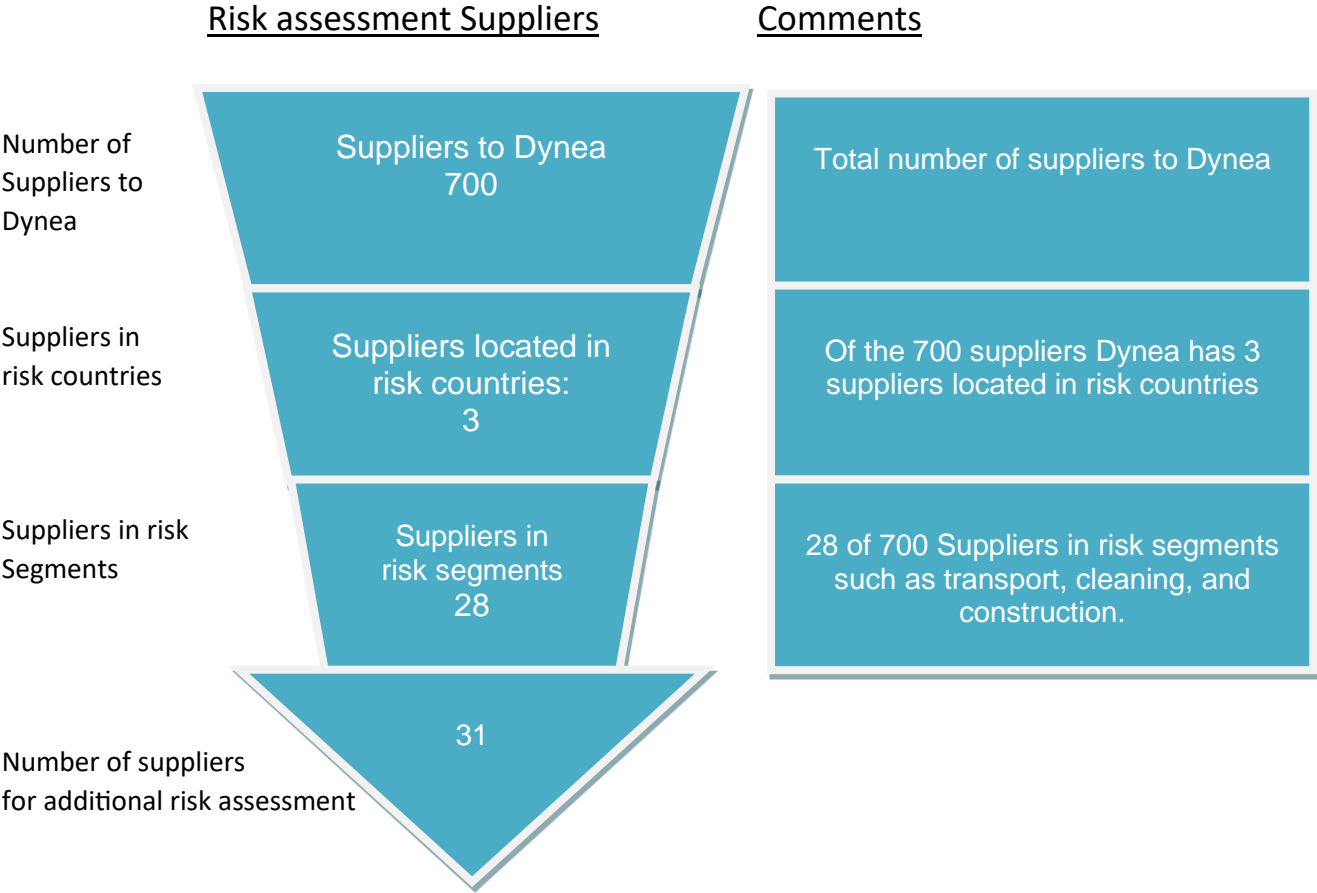 Risk assessment Suppliers
Comments
Number of
Suppliers to
Dynea
Suppliers to Dynea
700
Total number of suppliers to Dynea
Suppliers in
risk countries
Suppliers located in
risk countries:
3
Of the 700 suppliers Dynea has 3
suppliers located in risk countries
Suppliers in risk
Segments
Suppliers in
risk segments
28
28 of 700 Suppliers in risk segments
such as transport, cleaning, and
construction.
Number of suppliers
for additional risk assessment
31